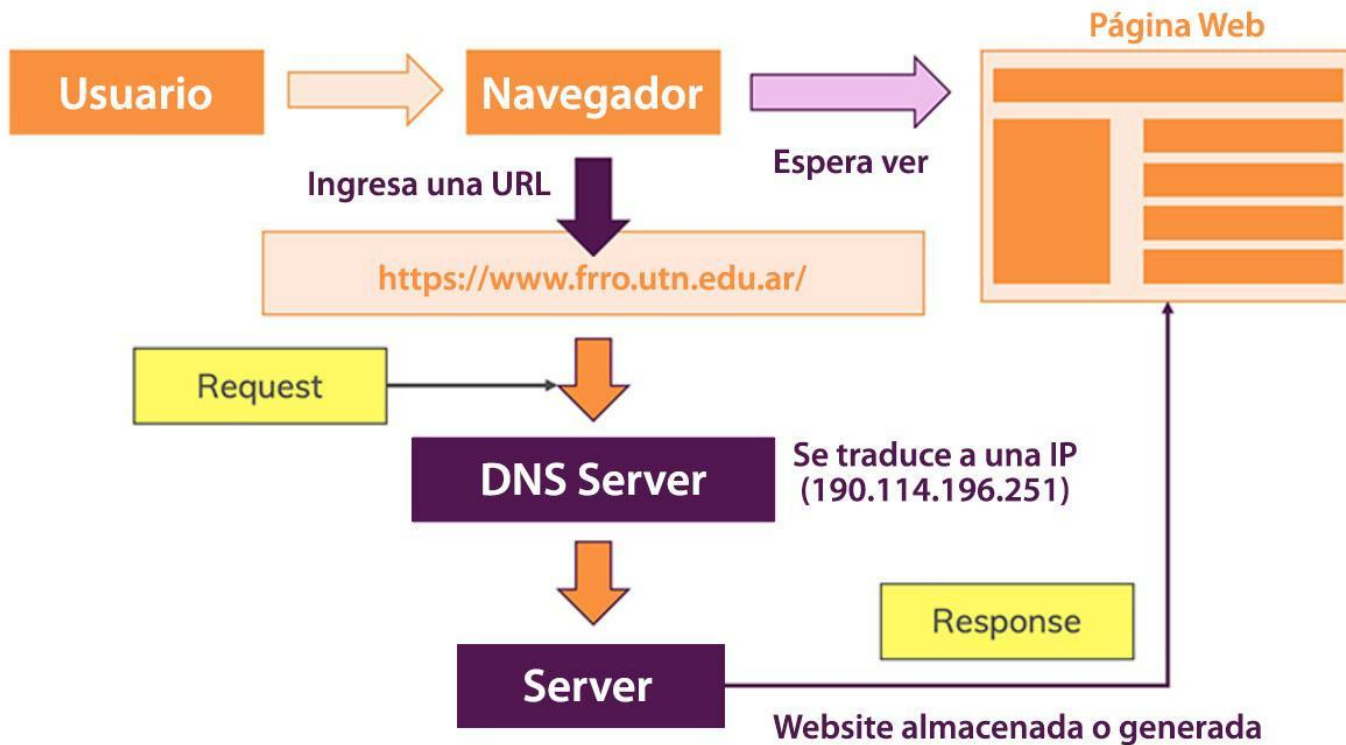 Página Web
Usuario
Navegador
Espera ver
Ingresa una URL
https://www.frro.utn.edu.ar/
Request
DNS Server
Se traduce a una IP
(190.114.196.251)
Response
Server
Website almacenada o generada